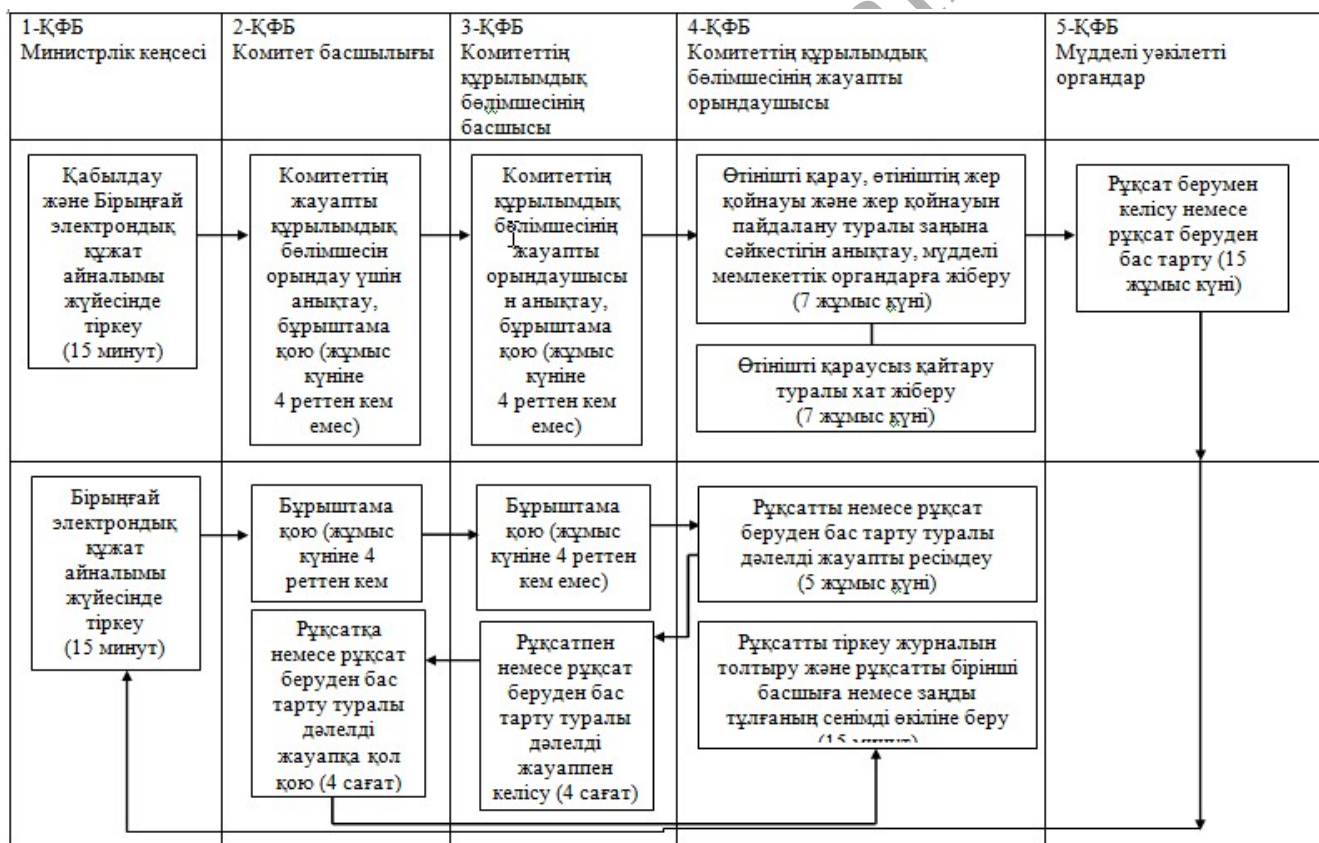 1-ҚФБ
Министрлік кеңсесі
2-ҚФБ
Комитет басшылығы
3-ҚФБ
Комитеттің
құрылымдық
бөлімшесінің
басшысы
4-ҚФБ
Комитеттің құрылымдық
бөлімшесінің жауапты
орындаушысы
5-ҚФБ
Мүдделі уәкілетті
органдар
Қабылдау
және Бірыңғай
электрондық
құжат
айналымы
жүйесінде
тіркеу
(15 минут)
Комитеттің
жауапты
құрылымдық
бөлімшесін
орындау үшін
анықтау,
бұрыштама
қою (жұмыс
күніне
4 реттен кем
емес)
Комитеттің
құрылымдық
бөлімшесінің
жауапты
орындаушысы
н анықтау,
бұрыштама
қою (жұмыс
күніне
4 реттен кем
емес)
Өтінішті қарау, өтініштің жер
қойнауы және жер қойнауын
пайдалану туралы заңына
сәйкестігін анықтау, мүдделі
мемлекеттік органдарға жіберу
(7 жұмыс күні)
Өтінішті қараусыз қайтару
туралы хат жіберу
(7 жұмыс күні)
Рұқсат берумен
келісу немесе
рұқсат беруден
бас тарту (15
жұмыс күні)
Бірыңғай
электрондық
құжат
айналымы
жүйесінде
тіркеу
(15 минут)
Бұрыштама
қою (жұмыс
күніне 4
реттен кем
Бұрыштама
қою (жұмыс
күніне 4 реттен
кем емес)
Рұқсатты немесе рұқсат
беруден бас тарту туралы
дәлелді жауапты ресімдеу
(5 жұмыс күні)
Рұқсатқа
немесе рұқсат
беруден бас
тарту туралы
дәлелді
жауапқа қол
қою (4 сағат)
Рұқсатпен
немесе рұқсат
беруден бас
тарту туралы
дәлелді
жауаппен
келісу (4 сағат)
Рұқсатты тіркеу журналын
толтыру және рұқсатты бірінші
басшыға немесе заңды
тұлғаның сенімді өкіліне беру
(15 минут)